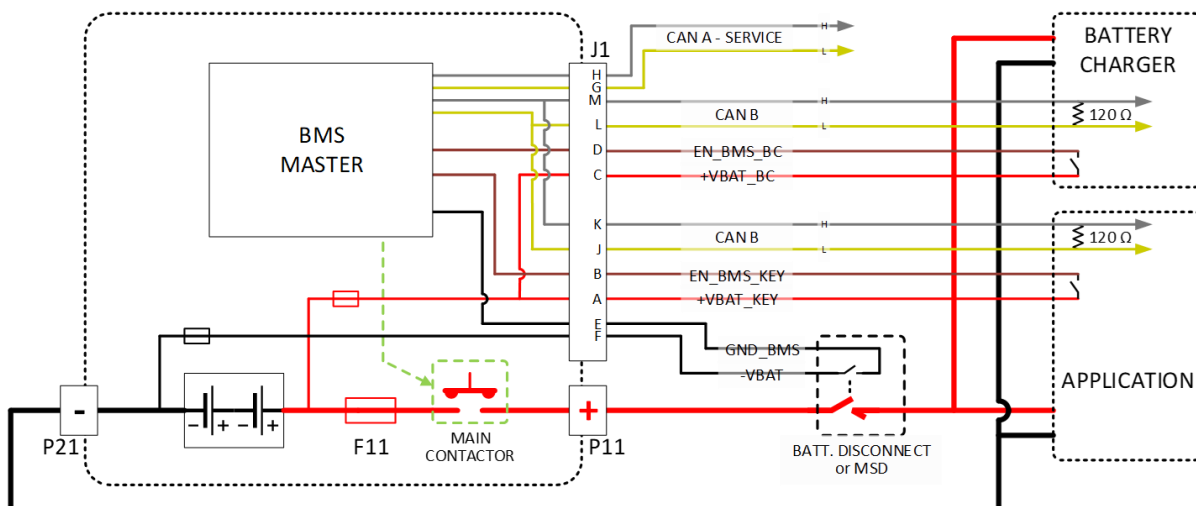 CAN A - SERVICE
H
L
BATTERY
CHARGER
J1
BMS
MASTER
H
G
M
L
D
C
K
J
B
A
E
F
CAN B
H
L
120 Ω
EN_BMS_BC
+VBAT_BC
CAN B
H
L
120 Ω
EN_BMS_KEY
+VBAT_KEY
GND_BMS
-VBAT
APPLICATION
-
- + - +
+
P21
F11
MAIN
CONTACTOR
P11
BATT. DISCONNECT
or MSD